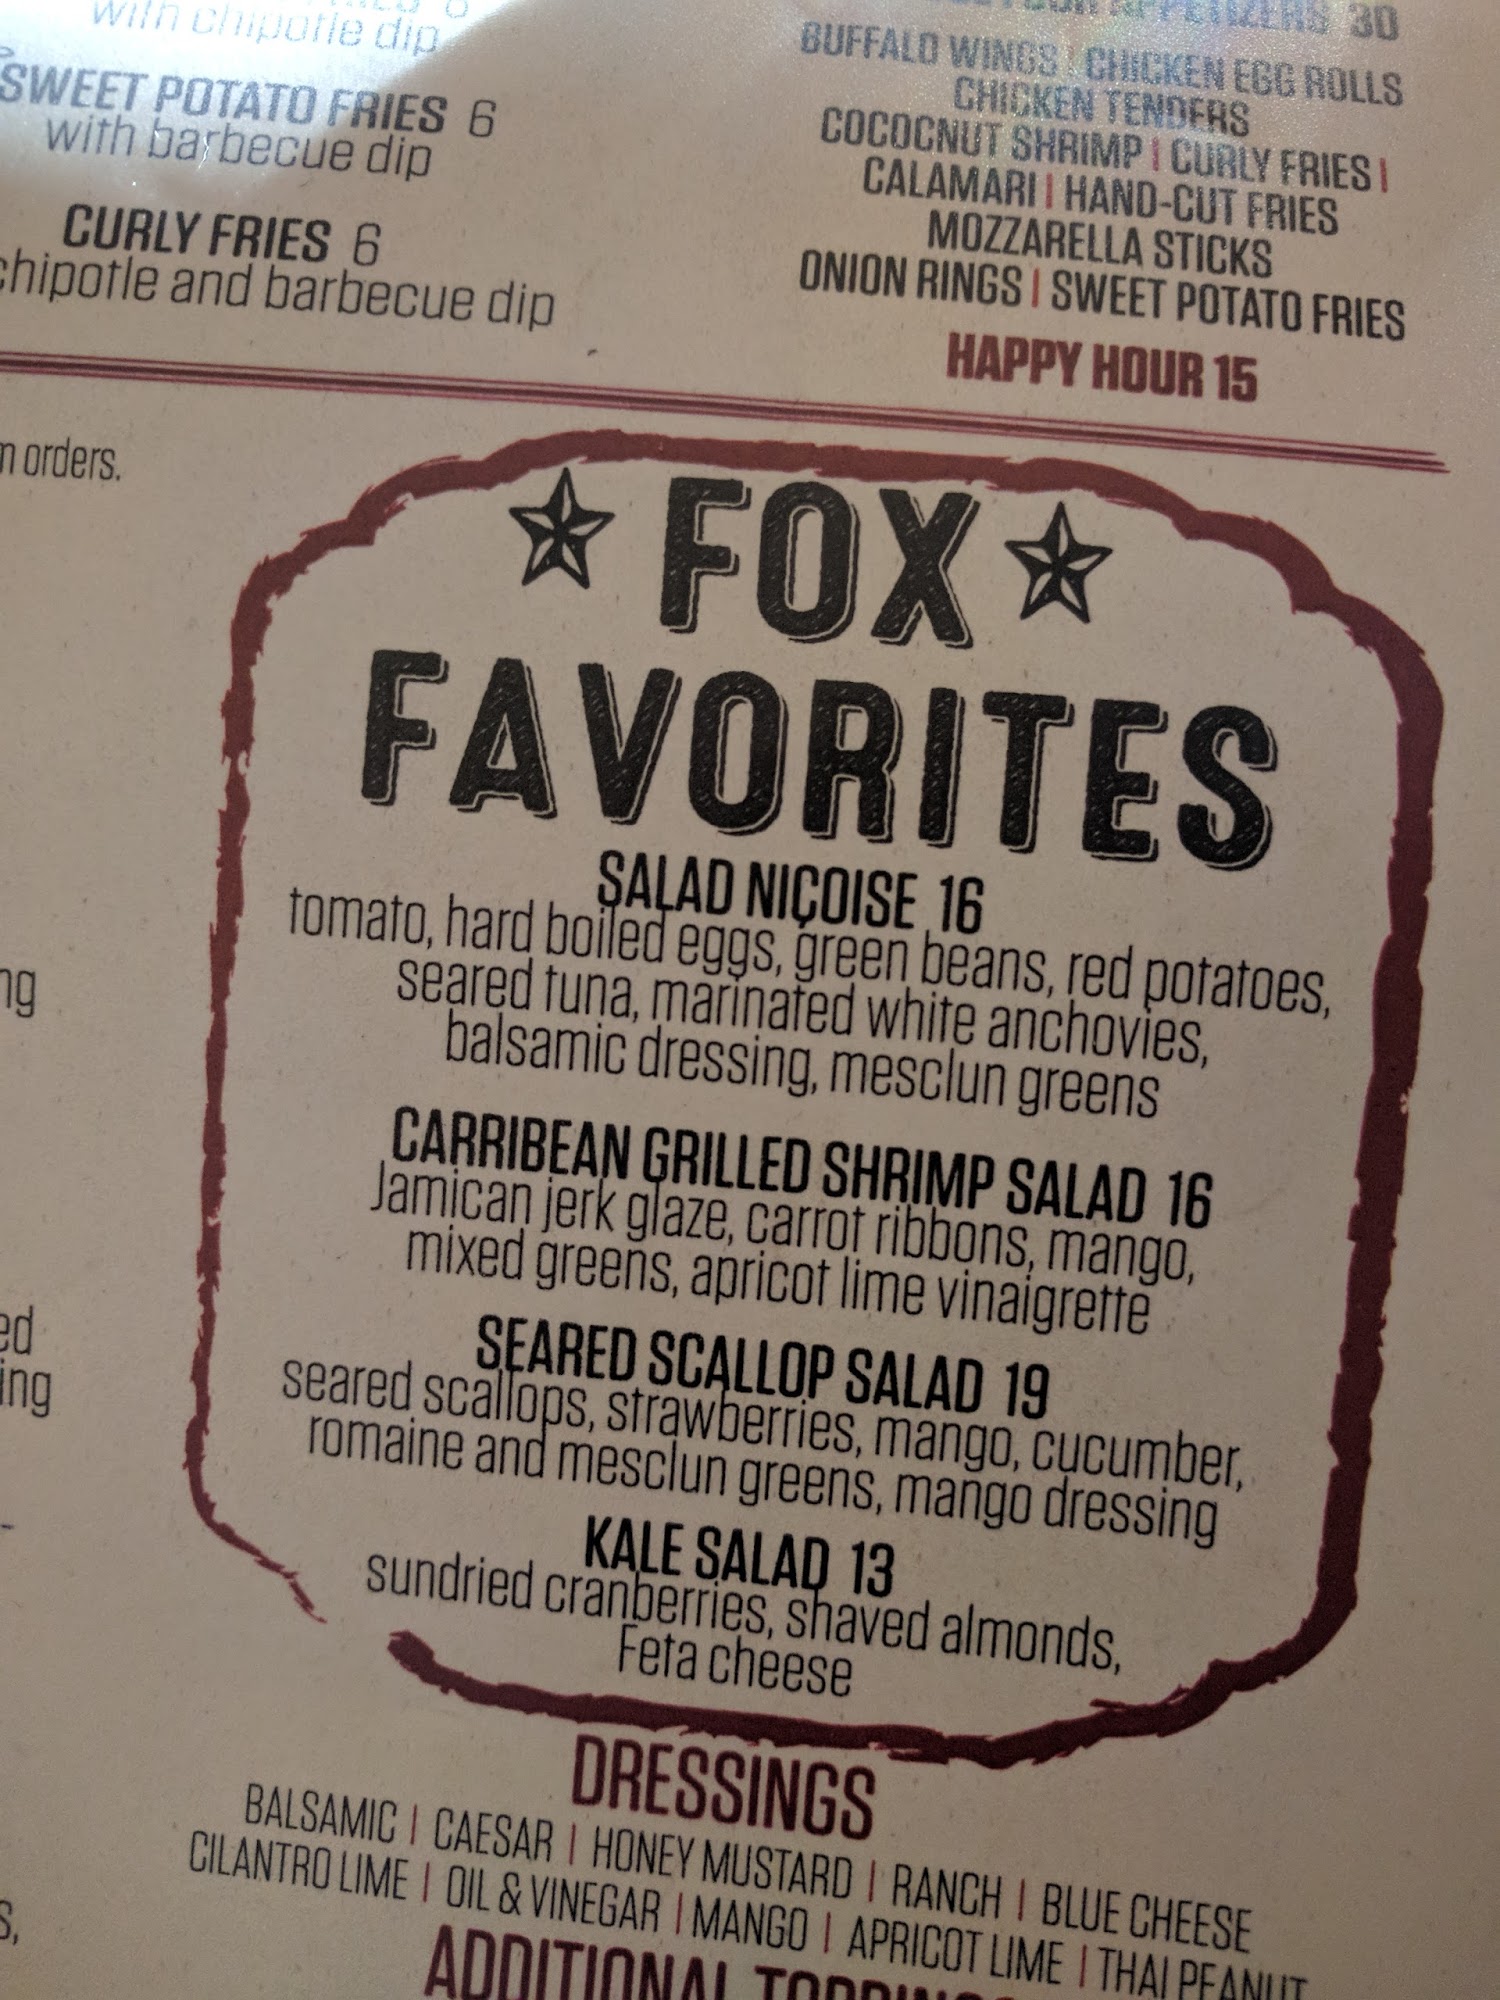 with chipotle dip
SWEET POTATO FRIES 6
with barbecue dip
CURLY FRIES 6
chipotle and barbecue dip
APPETIZERS 30
BUFFALO WINGS | CHICKEN EGG ROLLS
CHICKEN TENDERS
COCOCNUT SHRIMP | CURLY FRIES |
CALAMARI | HAND-CUT FRIES
MOZZARELLA STICKS
ONION RINGS | SWEET POTATO FRIES
HAPPY HOUR 15
orders.
FOX
FAVORITES
SALAD NIÇOISE 16
tomato, hard boiled eggs, green beans, red potatoes,
seared tuna, marinated white anchovies,
balsamic dressing, mesclun greens
CARRIBEAN GRILLED SHRIMP SALAD 16
Jamican jerk glaze, carrot ribbons, mango,
mixed greens, apricot lime vinaigrette
SEARED SCALLOP SALAD 19
seared scallops, strawberries, mango, cucumber,
romaine and mesclun greens, mango dressing
KALE SALAD 13
sundried cranberries, shaved almonds,
Feta cheese
DRESSINGS
BALSAMIC | CAESAR | HONEY MUSTARD | RANCH | BLUE CHEESE
CILANTRO LIME | OIL & VINEGAR | MANGO | APRICOT LIME | THAI PEANUT
ADDITIONAL TOPPINGS